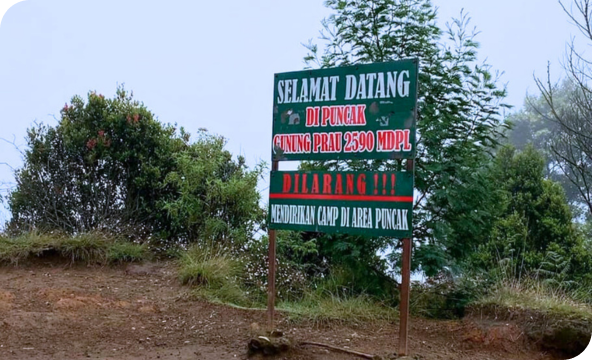 SELAMAT DATANG
DI PUNCAK
GUNUNG PRAU 2590 MDPL
DILARANG !!!
MENDIRIKAN CAMP DI AREA PUNCAK